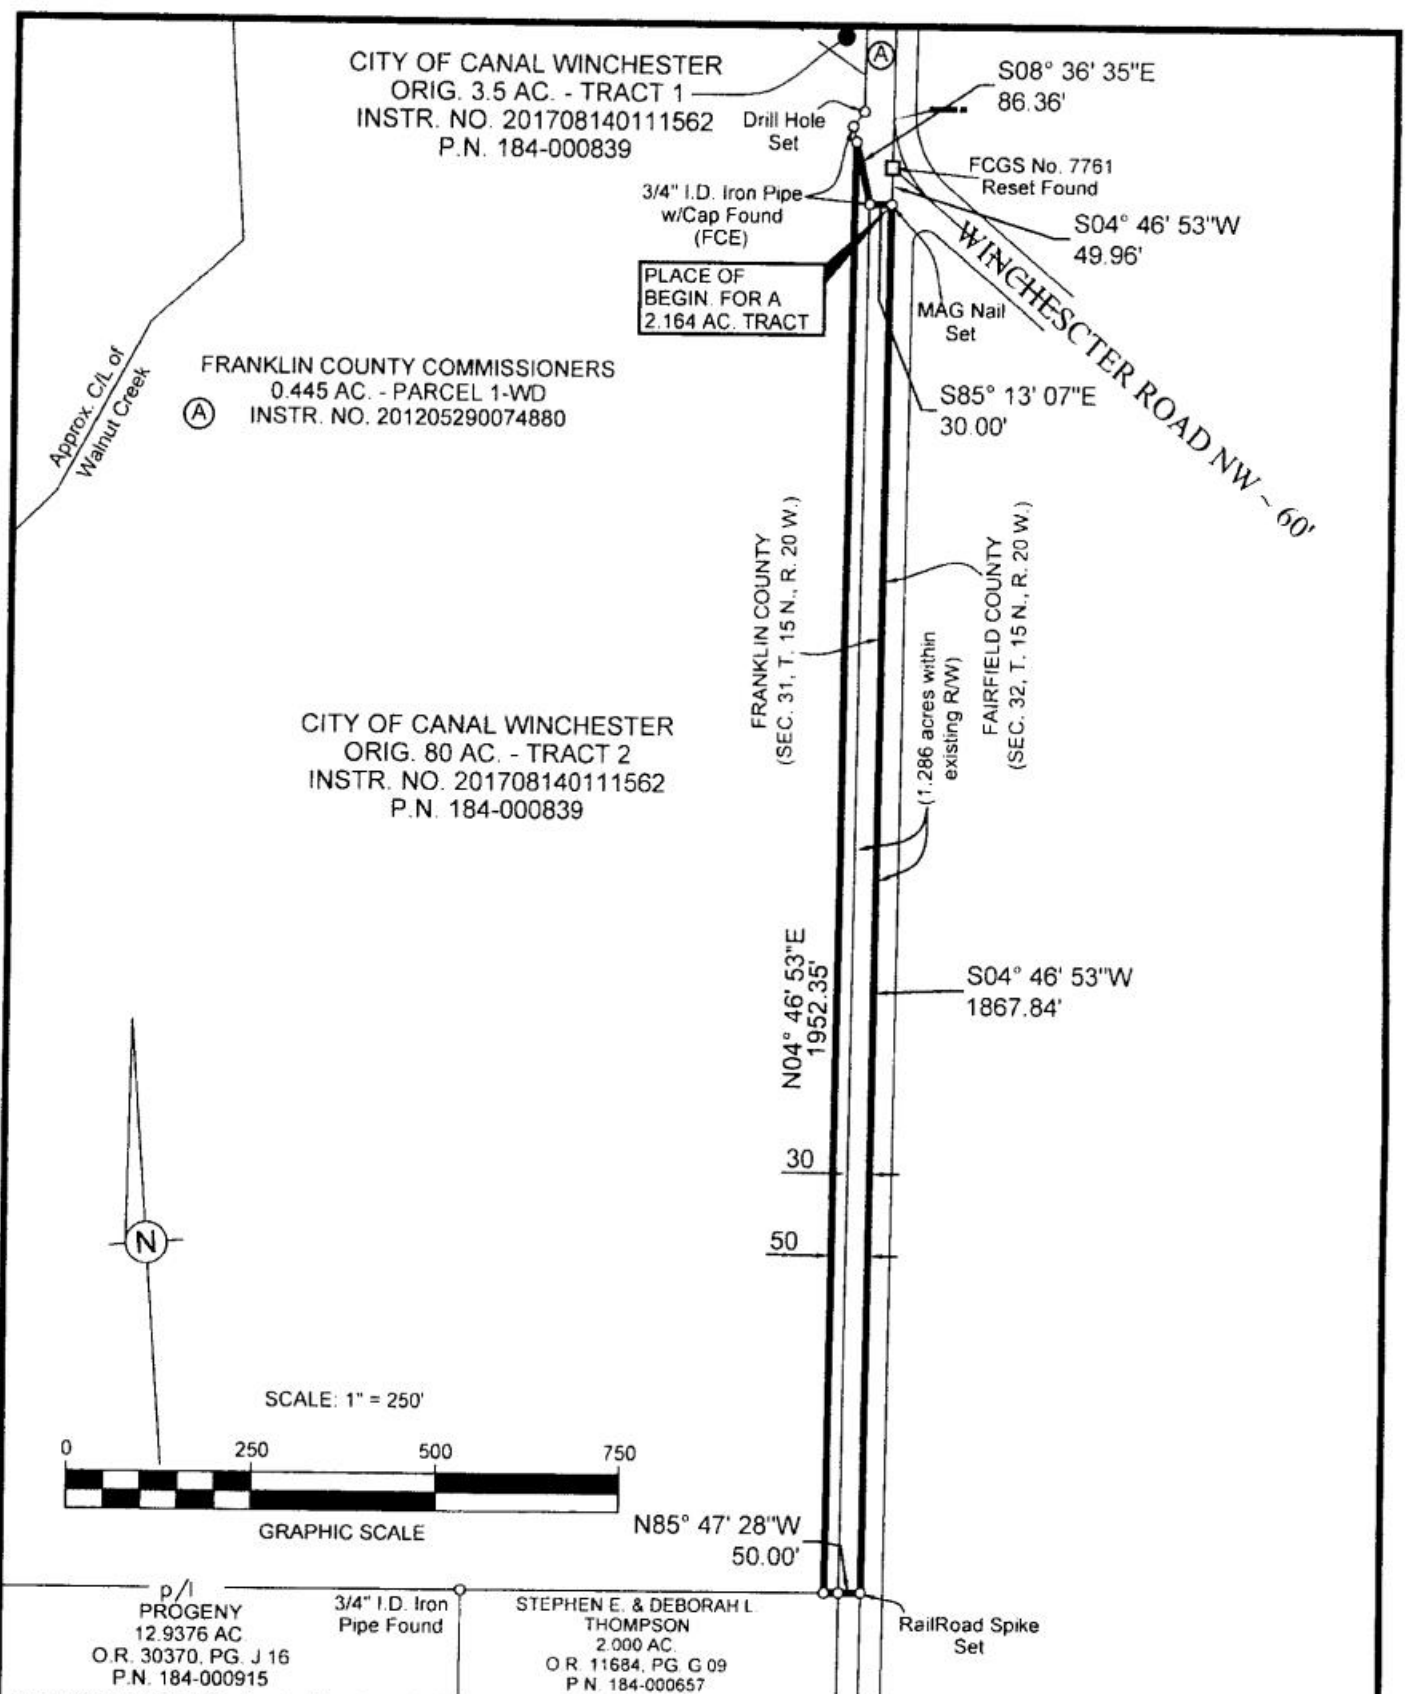 CITY OF CANAL WINCHESTER
ORIG. 3.5 AC. - TRACT 1
INSTR. NO. 201708140111562
P.N. 184-000839
A
S08° 36' 35"E
86.36'
Drill Hole
Set
FCGS No. 7761
Reset Found
3/4" I.D. Iron Pipe
w/Cap Found
(FCE)
S04° 46' 53"W
49.96'
PLACE OF
BEGIN. FOR A
2.164 AC. TRACT
MAG Nail
Set
WINCHESCTER ROAD NW ~ 60'
S85° 13' 07"E
30.00'
Approx. C/L of
Walnut Creek
FRANKLIN COUNTY COMMISSIONERS
0.445 AC. - PARCEL 1-WD
A INSTR. NO. 201205290074880
FRANKLIN COUNTY
(SEC. 31, T. 15 N., R. 20 W.)
FAIRFIELD COUNTY
(SEC. 32, T. 15 N., R. 20 W.)
(1.286 acres within
existing R/W)
CITY OF CANAL WINCHESTER
ORIG. 80 AC. - TRACT 2
INSTR. NO. 201708140111562
P.N. 184-000839
N04° 46' 53"E
1952.35'
S04° 46' 53"W
1867.84'
30
50
N
SCALE: 1" = 250'
0 250 500 750
GRAPHIC SCALE
N85° 47' 28"W
50.00'
p/l
PROGENY
12.9376 AC
O.R. 30370, PG. J 16
P.N. 184-000915
3/4" I.D. Iron
Pipe Found
STEPHEN E. & DEBORAH L.
THOMPSON
2.000 AC.
O.R. 11684, PG. G 09
P.N. 184-000657
RailRoad Spike
Set